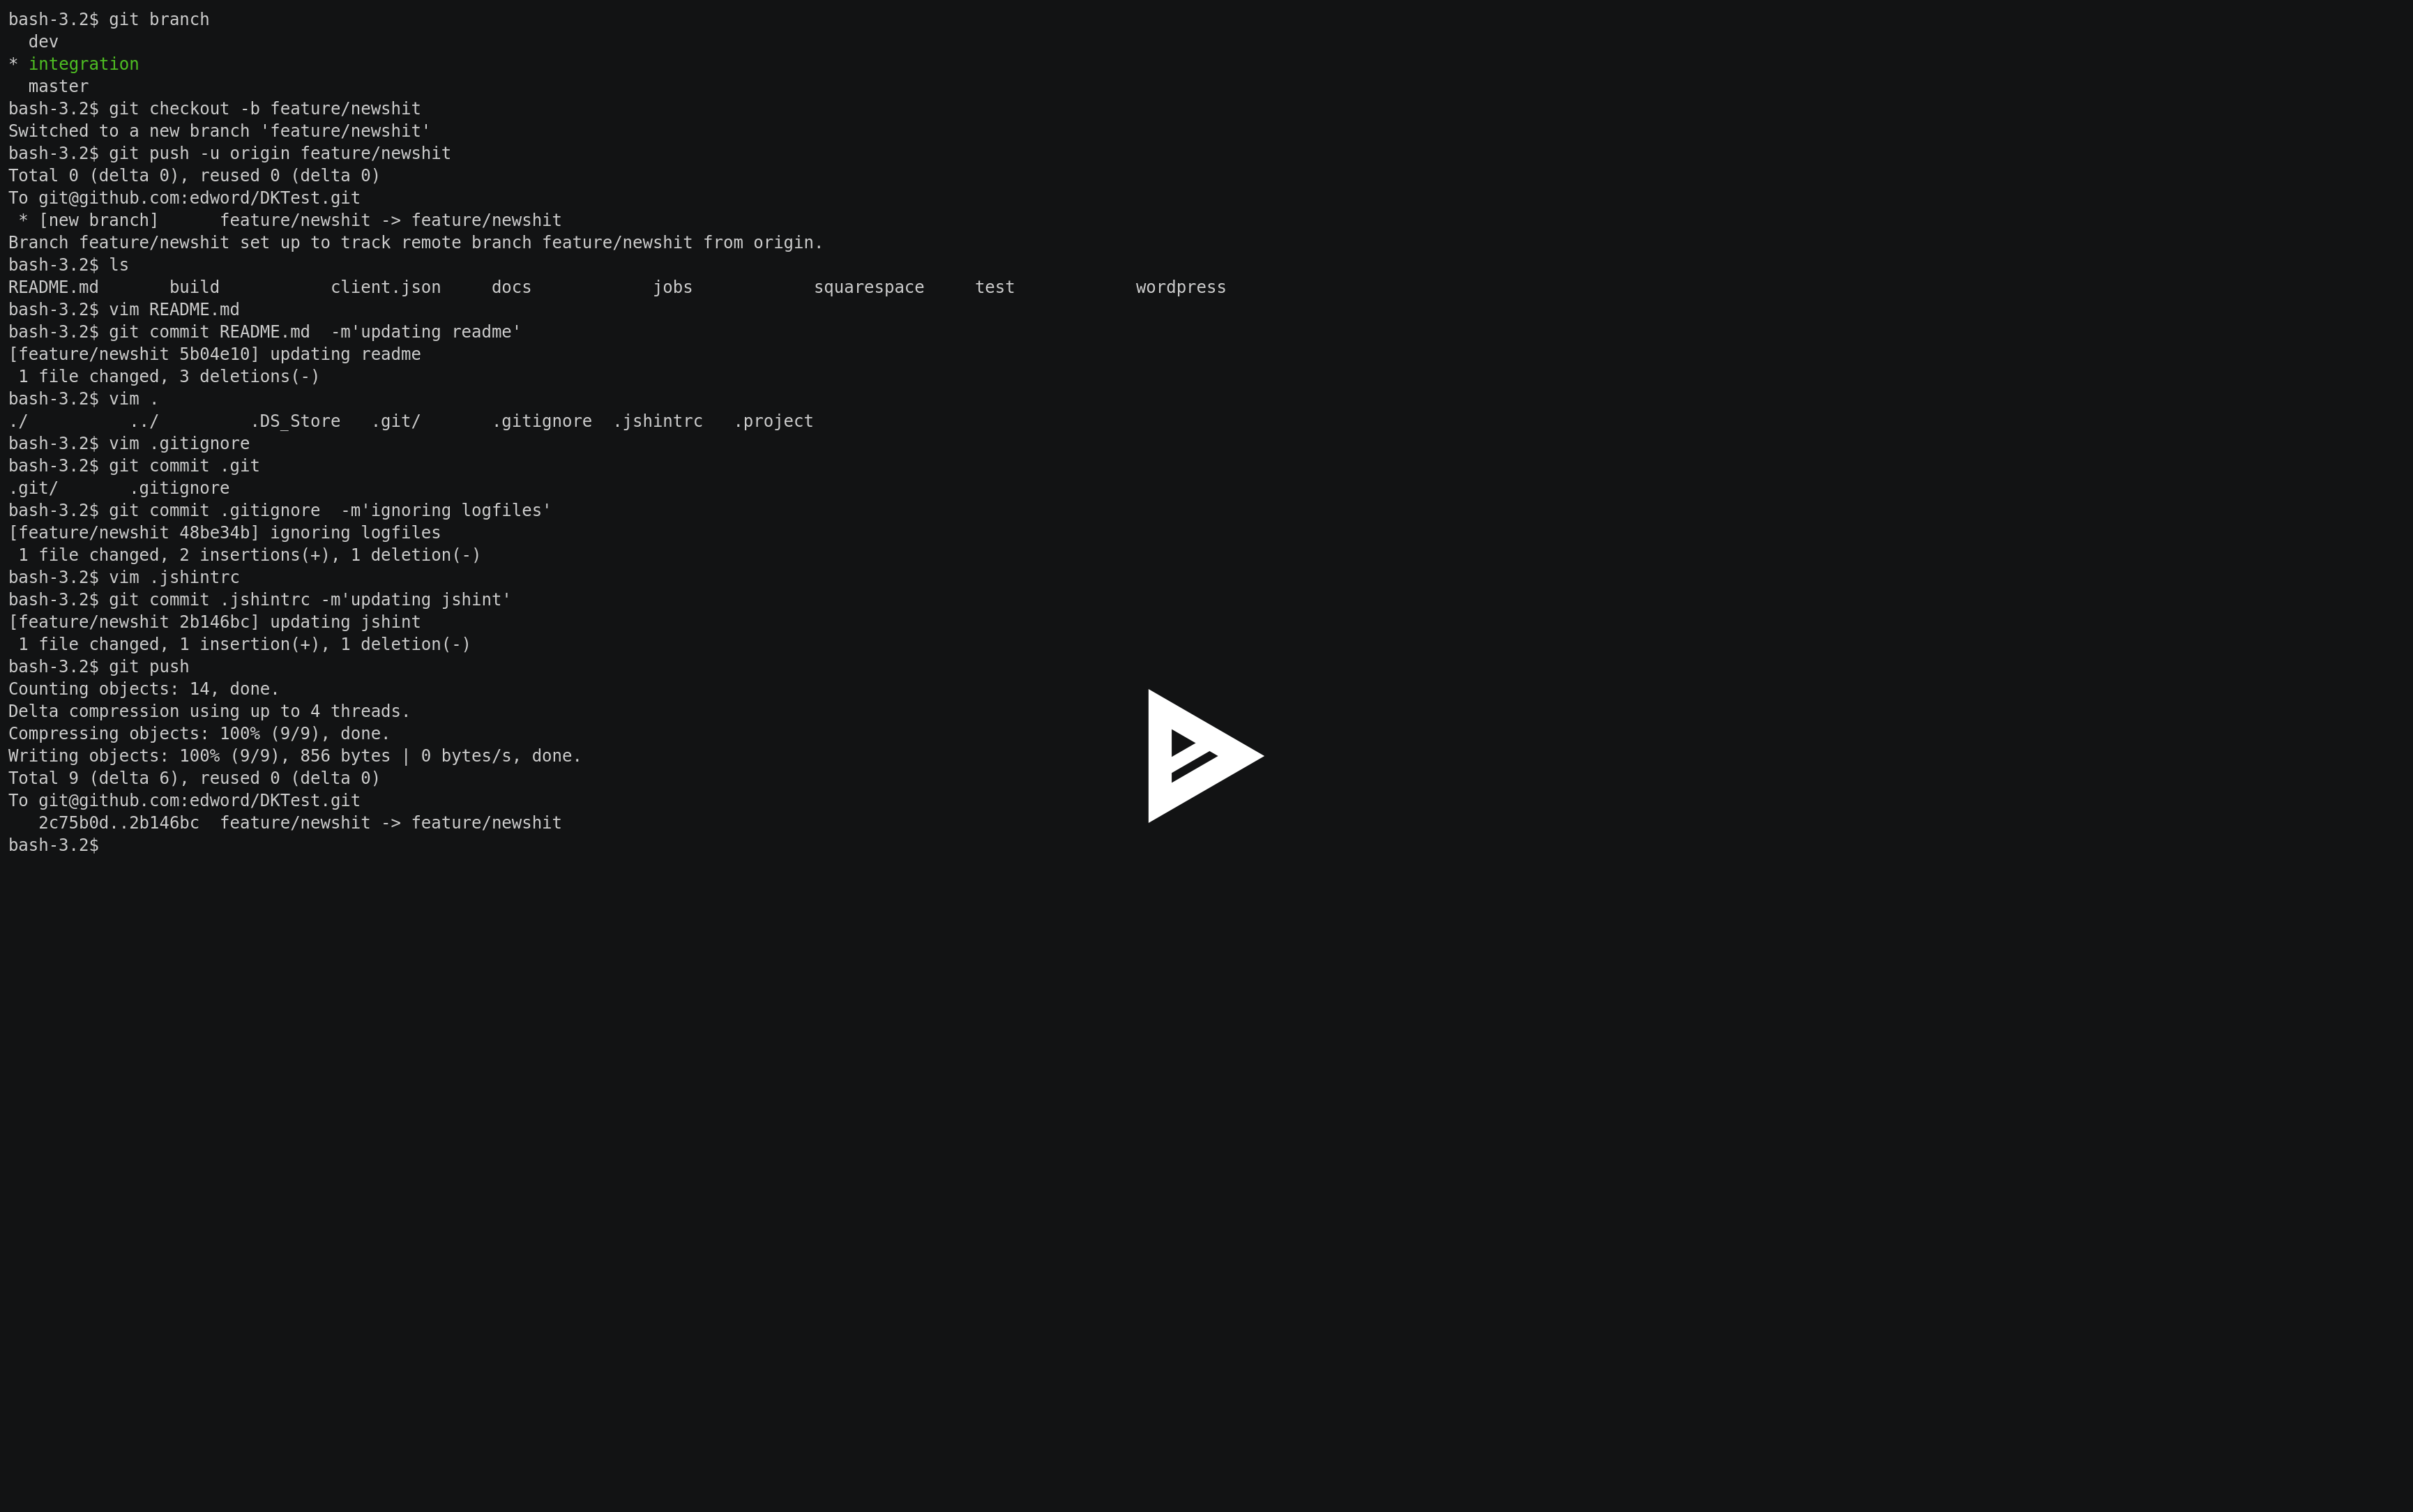 bash-3.2$ git branch
  dev
* integration
  master
bash-3.2$ git checkout -b feature/newshit
Switched to a new branch 'feature/newshit'
bash-3.2$ git push -u origin feature/newshit
Total 0 (delta 0), reused 0 (delta 0)
To git@github.com:edword/DKTest.git
 * [new branch]      feature/newshit -> feature/newshit
Branch feature/newshit set up to track remote branch feature/newshit from origin.
bash-3.2$ ls
README.md       build           client.json     docs            jobs            squarespace     test            wordpress
bash-3.2$ vim README.md
bash-3.2$ git commit README.md  -m'updating readme'
[feature/newshit 5b04e10] updating readme
 1 file changed, 3 deletions(-)
bash-3.2$ vim .
./          ../         .DS_Store   .git/       .gitignore  .jshintrc   .project
bash-3.2$ vim .gitignore
bash-3.2$ git commit .git
.git/       .gitignore
bash-3.2$ git commit .gitignore  -m'ignoring logfiles'
[feature/newshit 48be34b] ignoring logfiles
 1 file changed, 2 insertions(+), 1 deletion(-)
bash-3.2$ vim .jshintrc
bash-3.2$ git commit .jshintrc -m'updating jshint'
[feature/newshit 2b146bc] updating jshint
 1 file changed, 1 insertion(+), 1 deletion(-)
bash-3.2$ git push
Counting objects: 14, done.
Delta compression using up to 4 threads.
Compressing objects: 100% (9/9), done.
Writing objects: 100% (9/9), 856 bytes | 0 bytes/s, done.
Total 9 (delta 6), reused 0 (delta 0)
To git@github.com:edword/DKTest.git
   2c75b0d..2b146bc  feature/newshit -> feature/newshit
bash-3.2$